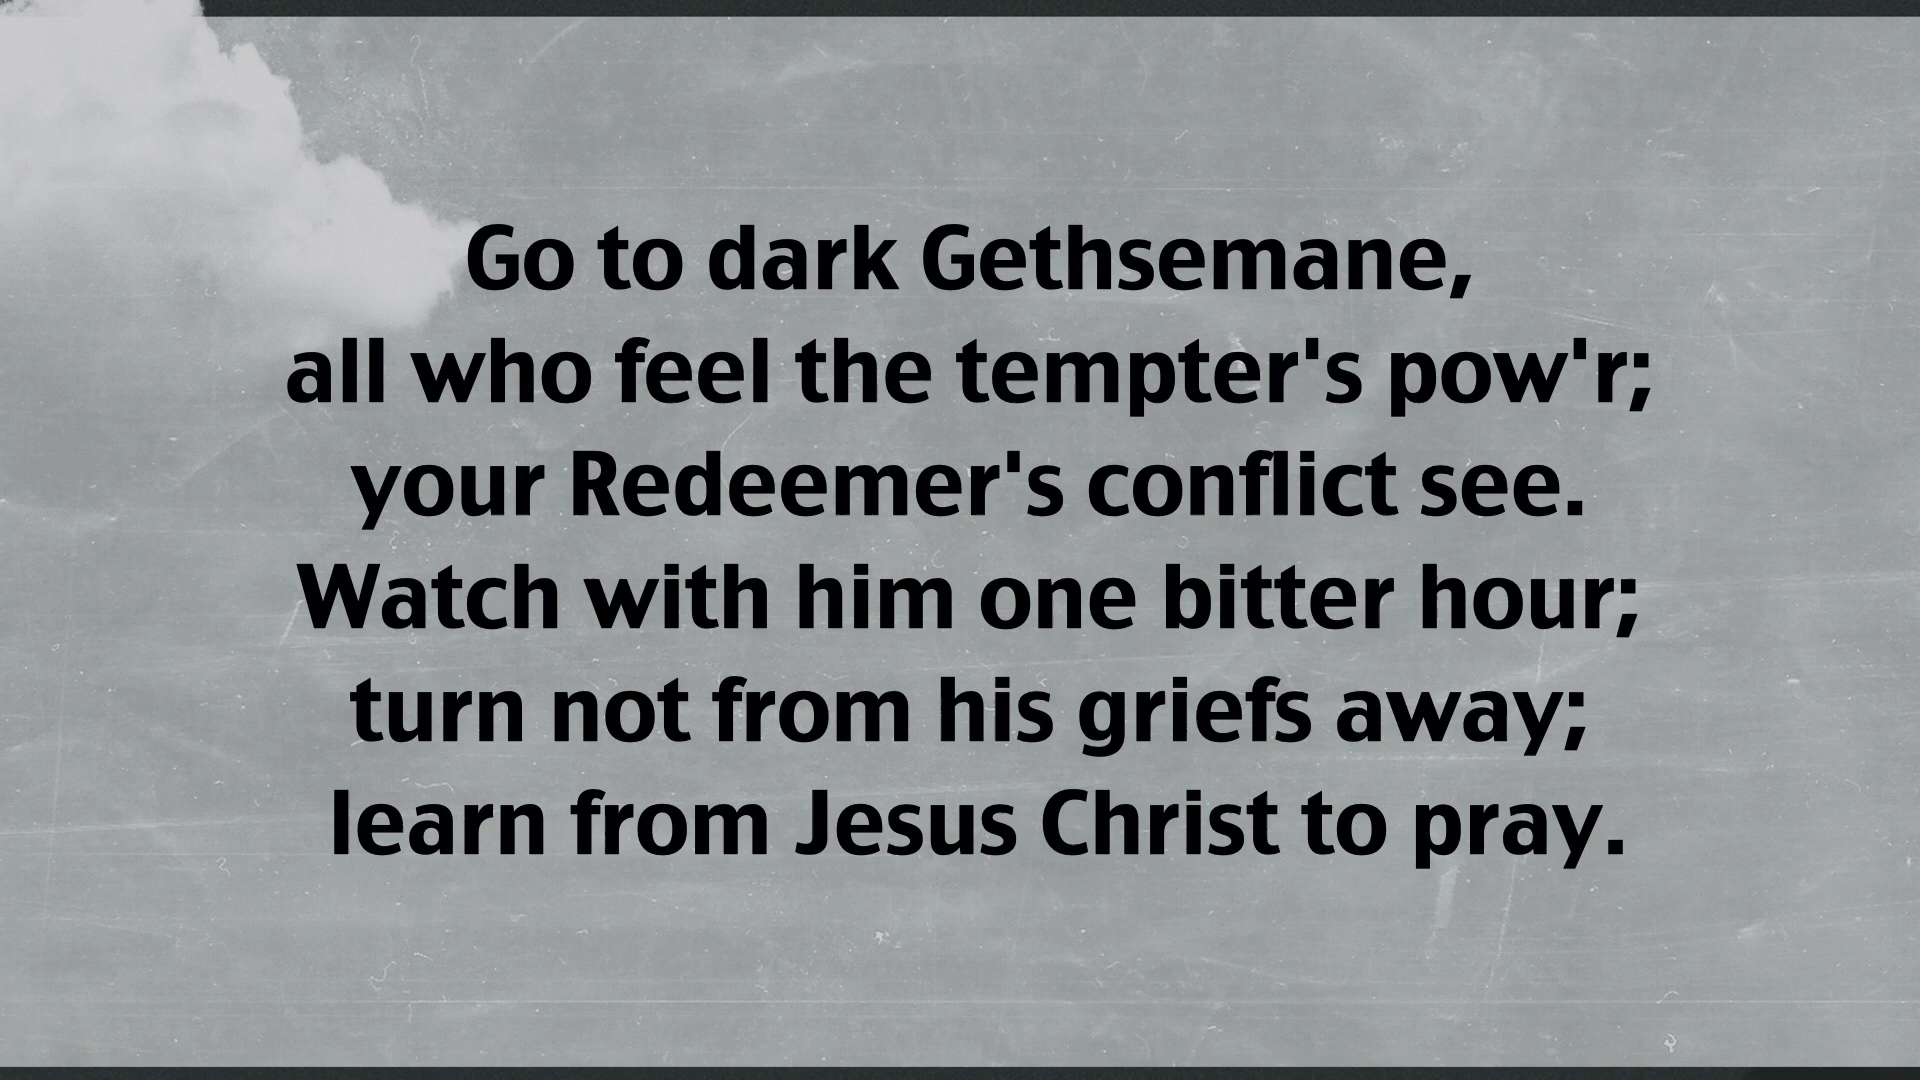 Go to dark Gethsemane,
all who feel the tempter's pow'r;
your Redeemer's conflict see.
Watch with him one bitter hour;
turn not from his griefs away;
learn from Jesus Christ to pray.